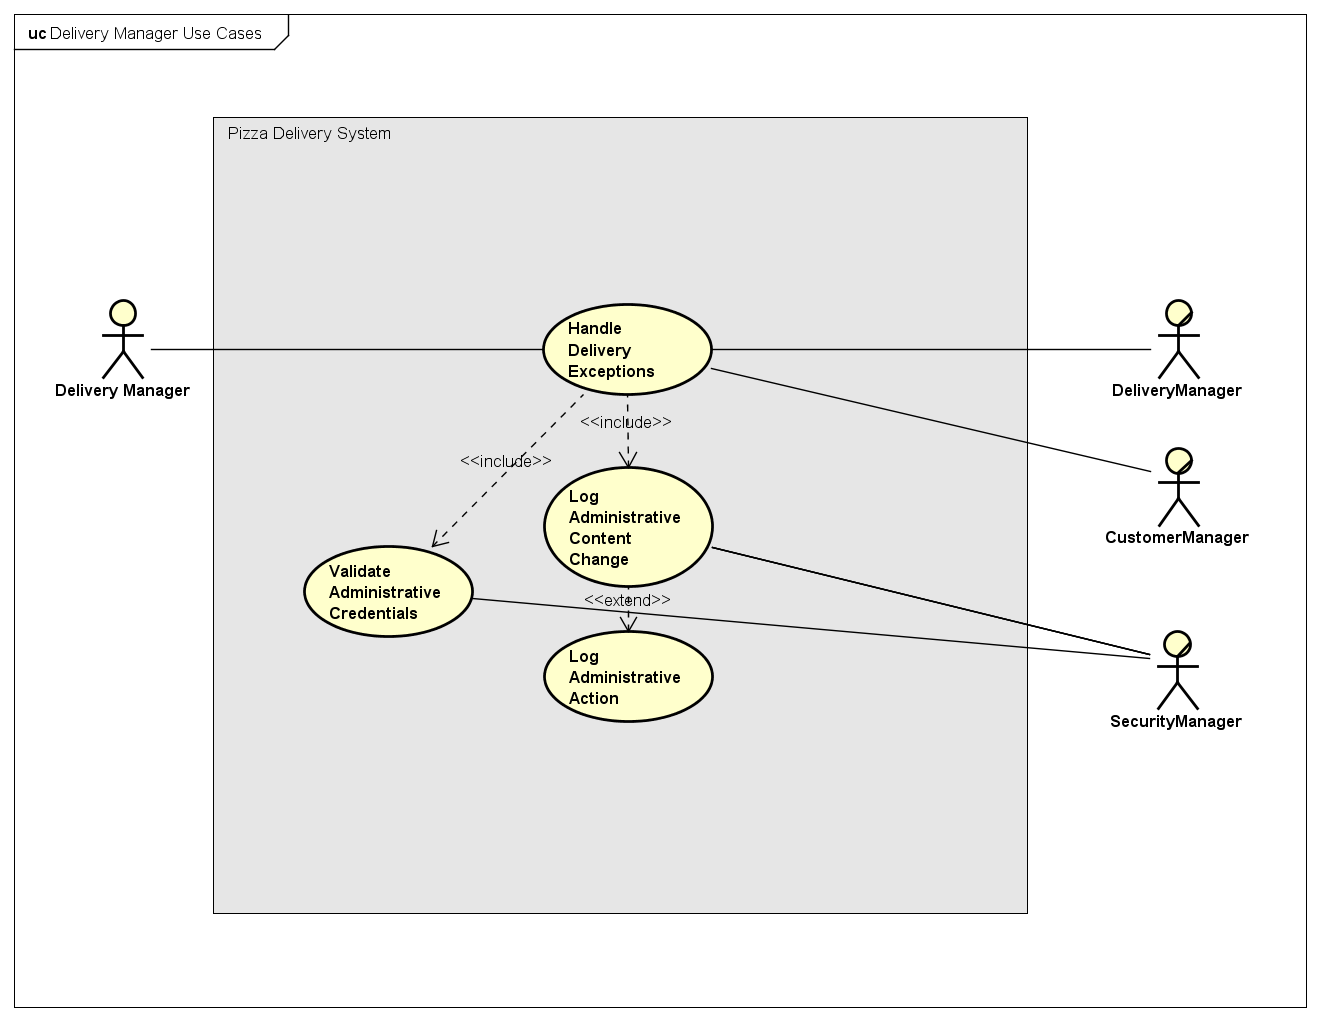 uc Delivery Manager Use Cases
Pizza Delivery System
Handle
Delivery
Exceptions
Delivery Manager
DeliveryManager
<<include>>
<<include>>
Log
Administrative
Content
Change
CustomerManager
Validate
Administrative
Credentials
<<extend>>
Log
Administrative
Action
SecurityManager